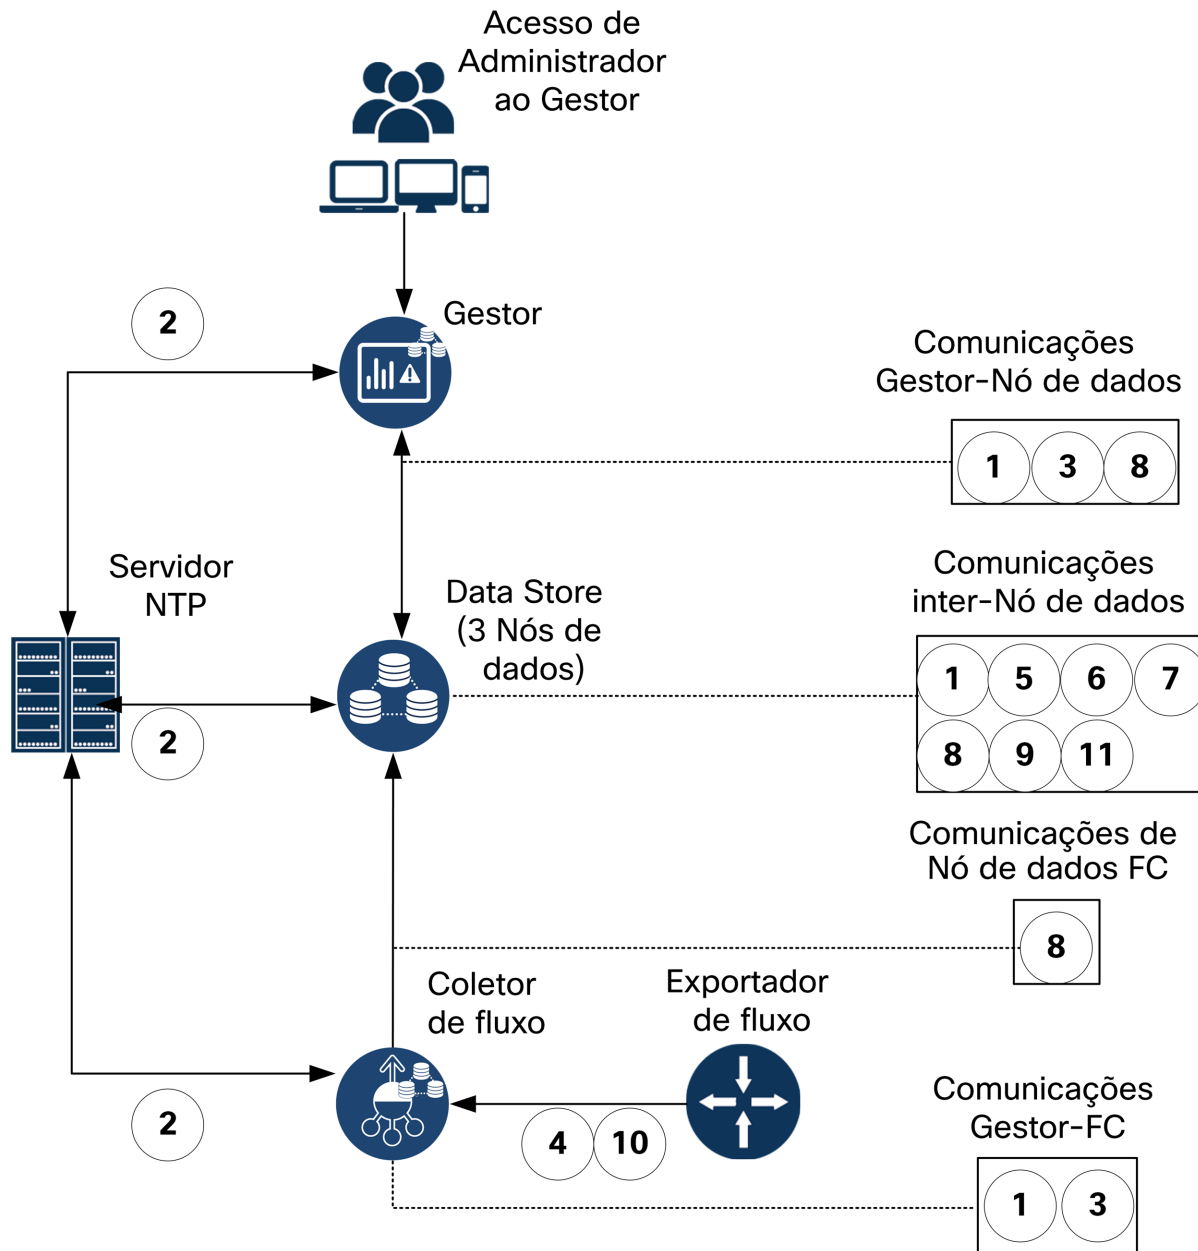 Acesso de
Administrador
ao Gestor
Gestor
2
Comunicações
Gestor-Nó de dados
1 3 8
Servidor
NTP
Data Store
(3 Nós de
dados)
Comunicações
inter-Nó de dados
1 5 6 7
8 9 11
2
Comunicações de
Nó de dados FC
8
Coletor
de fluxo
Exportador
de fluxo
2
4 10
Comunicações
Gestor-FC
1 3